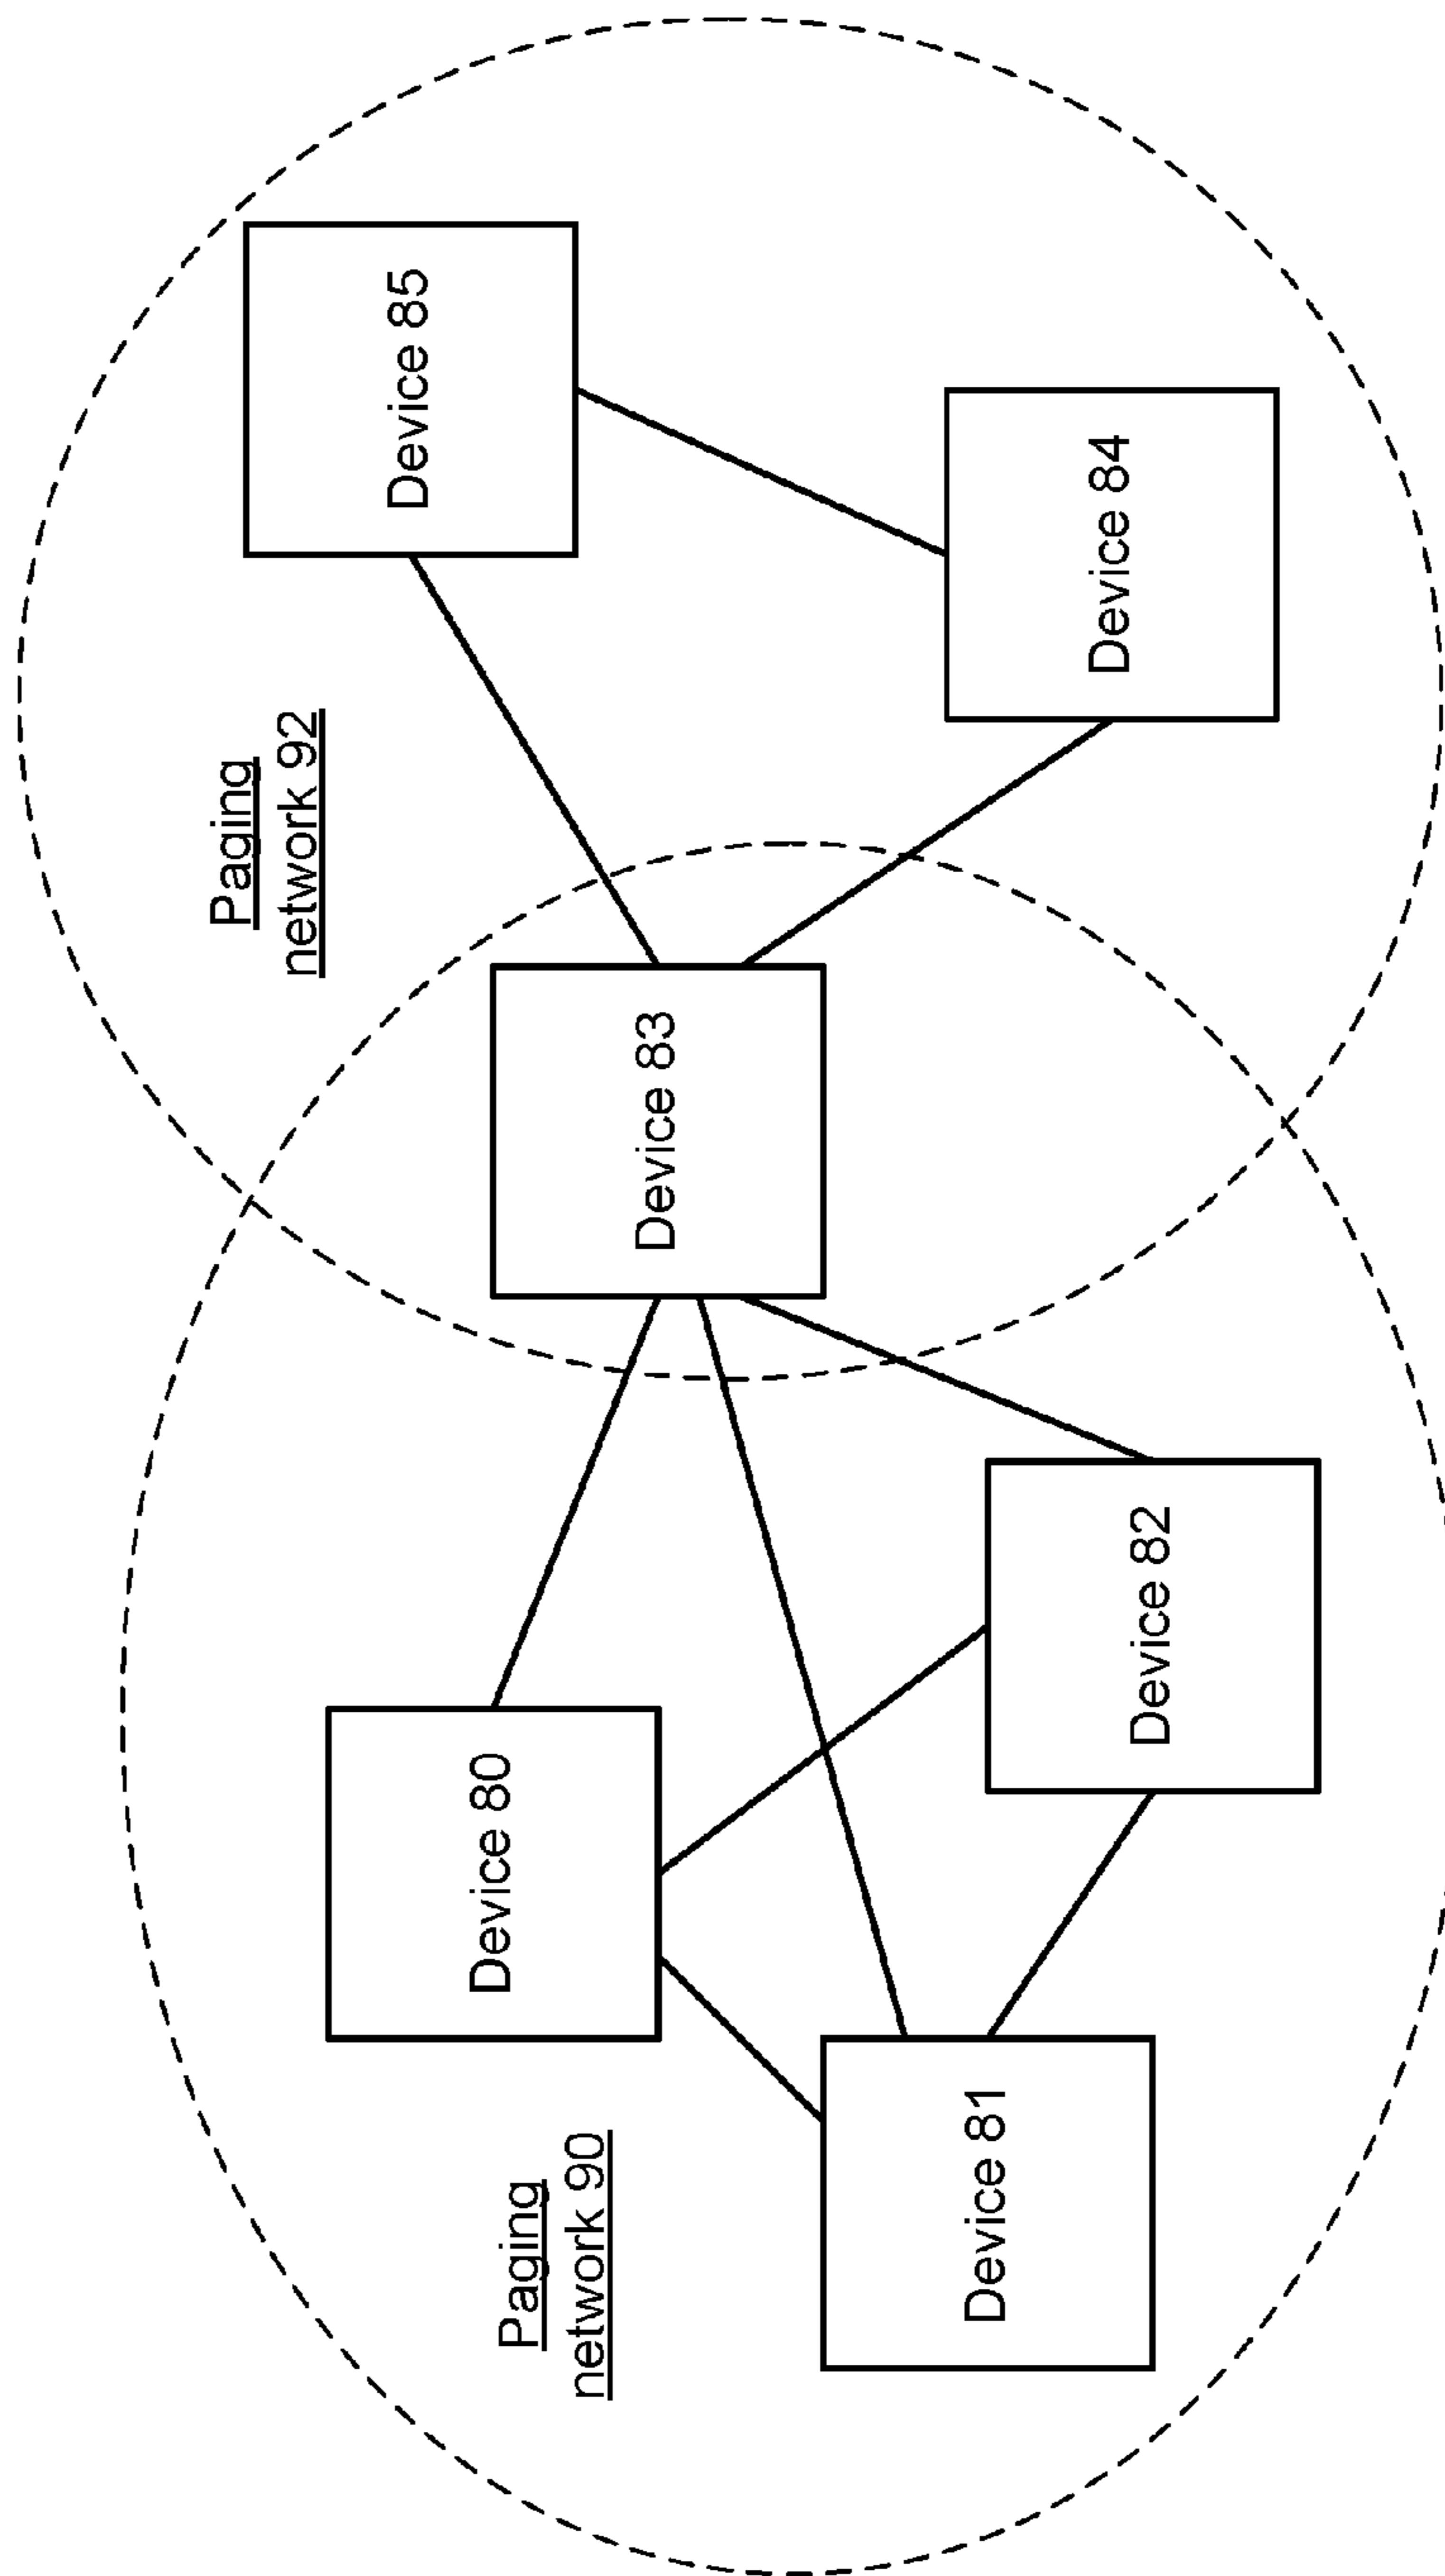 Paging
network 90
Device 80
Device 81
Device 82
Device 83
Paging
network 92
Device 85
Device 84